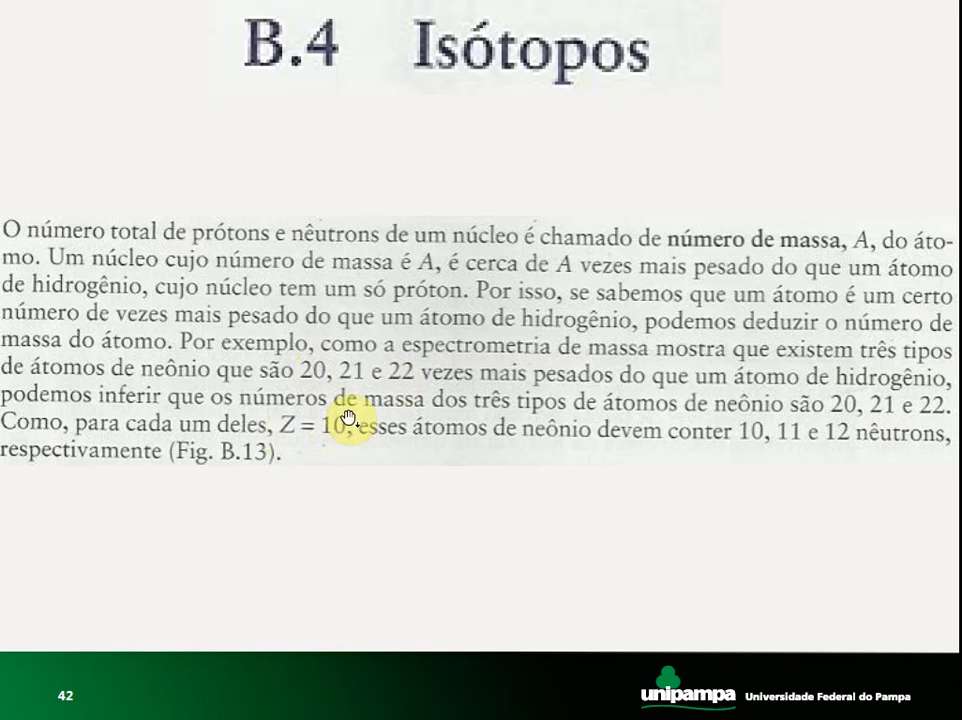 B.4 Isótopos
O número total de prótons e nêutrons de um núcleo é chamado de número de massa, A, do áto-
mo. Um núcleo cujo número de massa é A, é cerca de A vezes mais pesado do que um átomo
de hidrogênio, cujo núcleo tem um só próton. Por isso, se sabemos que um átomo é um certo
número de vezes mais pesado do que um átomo de hidrogênio, podemos deduzir o número de
massa do átomo. Por exemplo, como a espectrometria de massa mostra que existem três tipos
de átomos de neônio que são 20, 21 e 22 vezes mais pesados do que um átomo de hidrogênio,
podemos inferir que os números de massa dos três tipos de átomos de neônio são 20, 21 e 22.
Como, para cada um deles, Z = 10, esses átomos de neônio devem conter 10, 11 e 12 nêutrons,
respectivamente (Fig. B.13).
42
unipampa Universidade Federal do Pampa